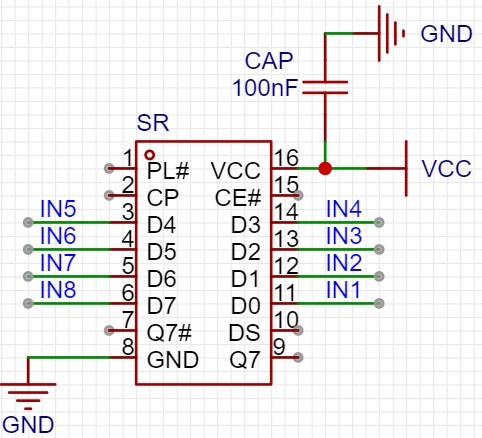 GND
CAP
100nF
SR
1 PL# VCC 16 VCC
2 CP CE# 15
IN5 3 D4 D3 14 IN4
IN6 4 D5 D2 13 IN3
IN7 5 D6 D1 12 IN2
IN8 6 D7 D0 11 IN1
7 Q7# DS 10
8 GND Q7 9
GND